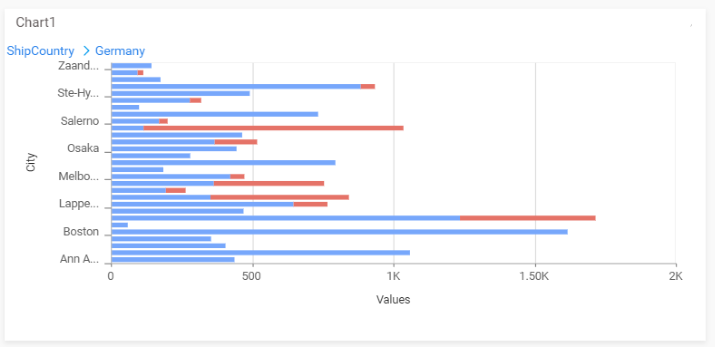 Chart1
ShipCountry > Germany
Zaand...
Ste-Hy...
Salerno
Osaka
Melbo...
Lappe...
Boston
Ann A...
City
0 500 1K 1.50K 2K
Values